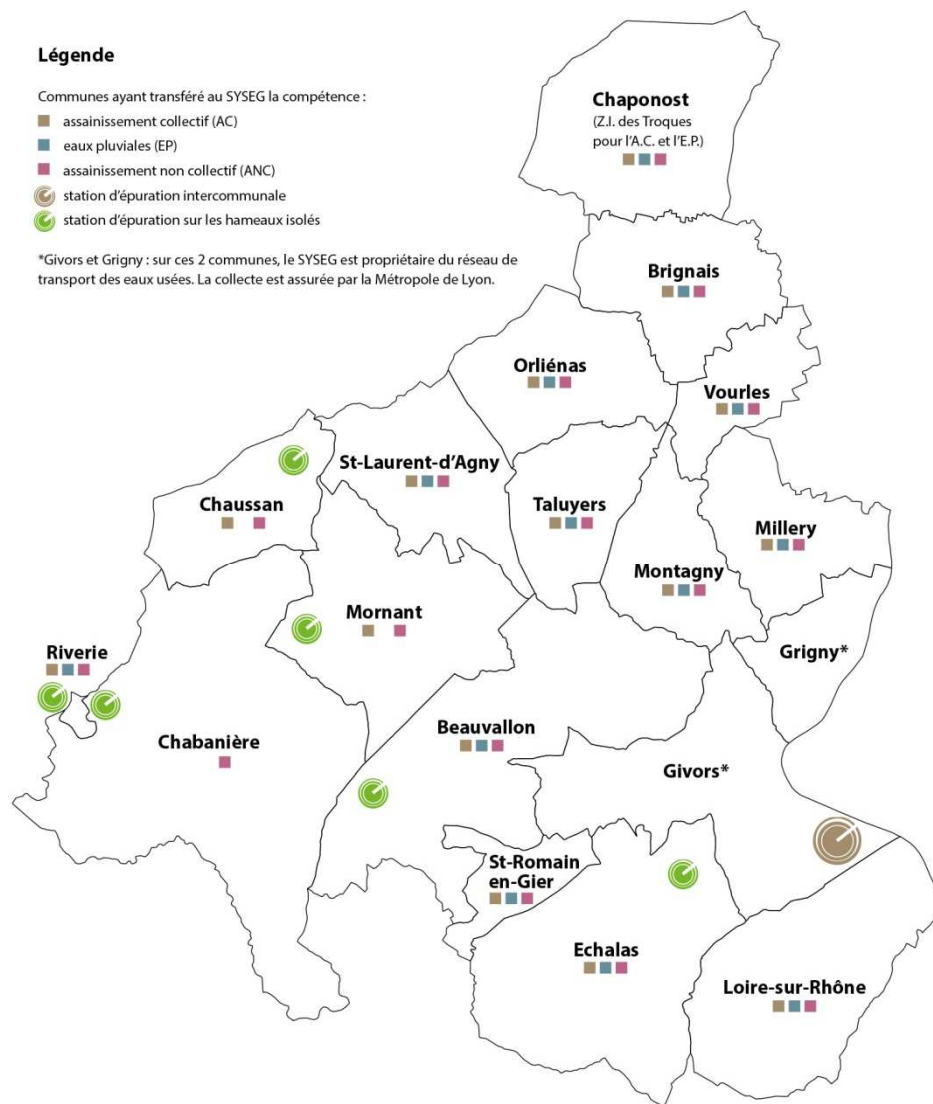 Légende
Communes ayant transféré au SYSEG la compétence :
assainissement collectif (AC)
eaux pluviales (EP)
assainissement non collectif (ANC)
station d'épuration intercommunale
station d'épuration sur les hameaux isolés
*Givors et Grigny : sur ces 2 communes, le SYSEG est propriétaire du réseau de
transport des eaux usées. La collecte est assurée par la Métropole de Lyon.
Chaponost
(Z.I. des Troques
pour l'A.C. et l'E.P.)
Brignais
Orliénas
Vourles
St-Laurent-d'Agny
Chaussan
Taluyers
Millery
Montagny
Mornant
Grigny*
Riverie
Beauvallon
Chabanière
Givors*
St-Romain
en-Gier
Echalas
Loire-sur-Rhône